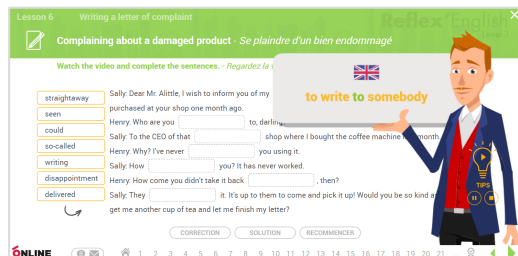 Lesson 6 Writing a letter of complaint
Reflex'English
Level 3
Complaining about a damaged product - Se plaindre d'un bien endommagé
Watch the video and complete the sentences. - Regardez la
to write to somebody
straightaway
seen
could
so-called
writing
disappointment
delivered
Sally: Dear Mr. Alittle, I wish to inform you of my
purchased at your shop one month ago.
Henry: Who are you to, darling
Sally: To the CEO of that shop where I bought the coffee machine month
Henry: Why? I've never you using it.
Sally: How you? It has never worked.
Henry: How come you didn't take it back , then?
Sally: They it. It's up to them to come and pick it up! Would you be so kind a
get me another cup of tea and let me finish my letter?
TIPS
CORRECTION SOLUTION RECOMMENCER
ONLINE
1 2 3 4 5 6 7 8 9 10 11 12 13 14 15 16 17 18 19 20 21